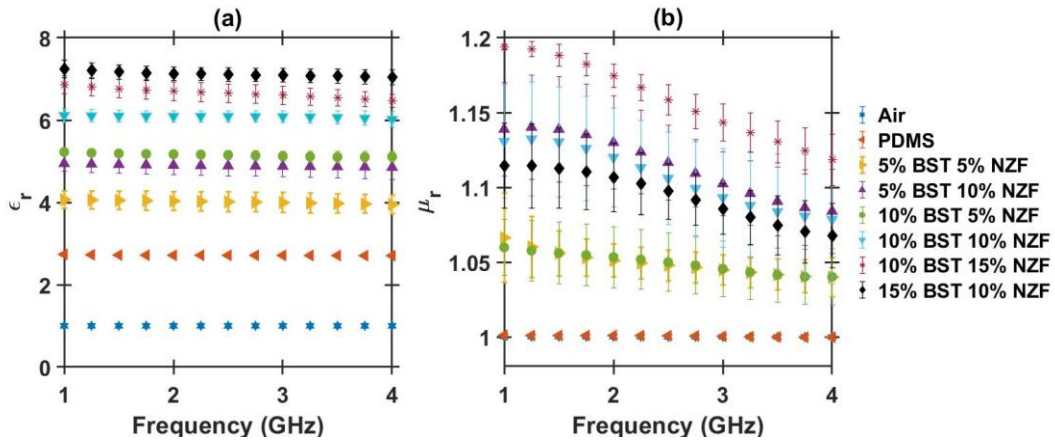 (a)
8
6
4
2
0
ϵr
1 2 3 4
Frequency (GHz)
(b)
1.2
1.15
1.1
1.05
1
μr
1 2 3 4
Frequency (GHz)
Air
PDMS
5% BST 5% NZF
5% BST 10% NZF
10% BST 5% NZF
10% BST 10% NZF
10% BST 15% NZF
15% BST 10% NZF